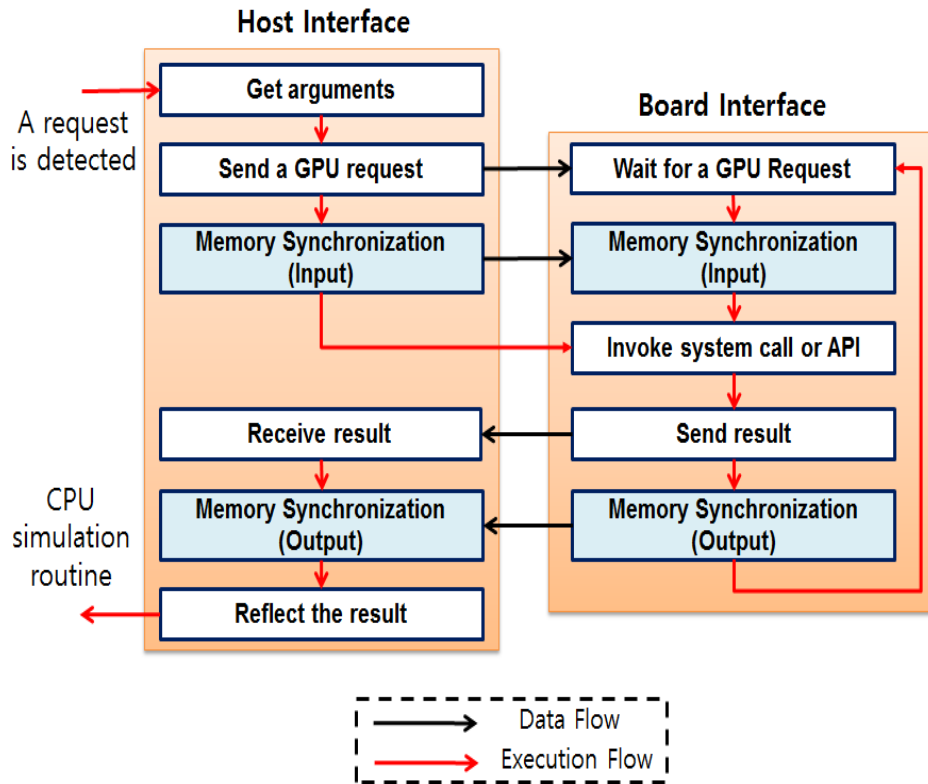 Host Interface
Get arguments
A request
is detected
Send a GPU request
Memory Synchronization
(Input)
Receive result
Memory Synchronization
(Output)
CPU
simulation
routine
Reflect the result
Board Interface
Wait for a GPU Request
Memory Synchronization
(Input)
Invoke system call or API
Send result
Memory Synchronization
(Output)
Data Flow
Execution Flow